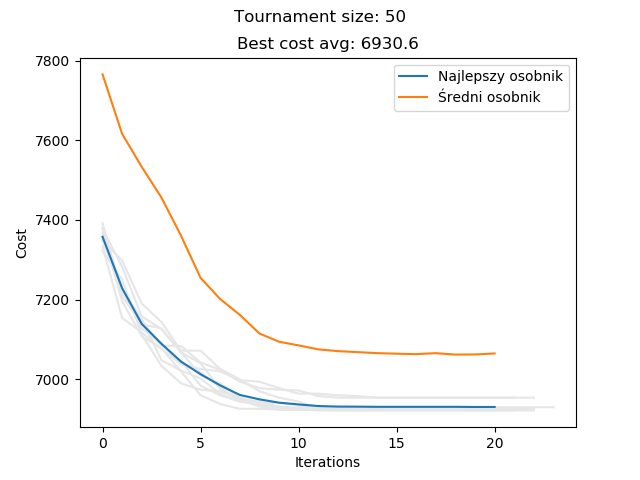 Tournament size: 50
Best cost avg: 6930.6
Najlepszy osobnik
Średni osobnik
7800
7600
7400
7200
7000
Cost
0
5
10
15
20
Iterations